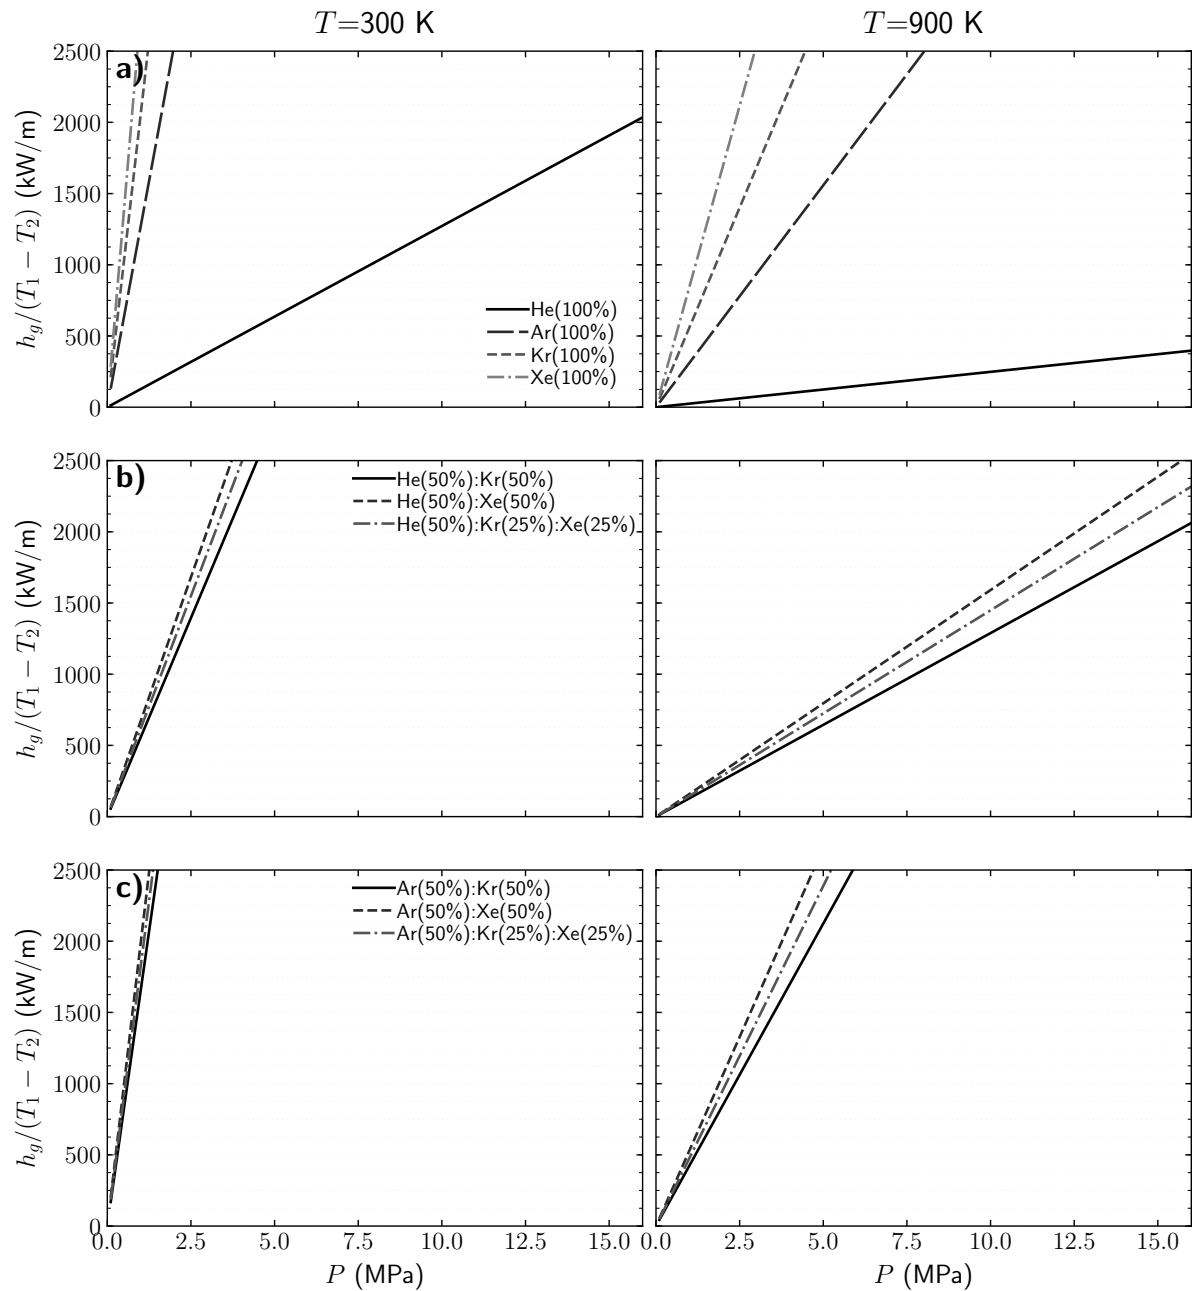 T=300 K
T=900 K
a)
2500
2000
1500
1000
500
0
h_g/(T_1 − T_2) (kW/m)
He(100%)
Ar(100%)
Kr(100%)
Xe(100%)
b)
2500
2000
1500
1000
500
0
h_g/(T_1 − T_2) (kW/m)
He(50%):Kr(50%)
He(50%):Xe(50%)
He(50%):Kr(25%):Xe(25%)
c)
2500
2000
1500
1000
500
0
h_g/(T_1 − T_2) (kW/m)
Ar(50%):Kr(50%)
Ar(50%):Xe(50%)
Ar(50%):Kr(25%):Xe(25%)
0.0 2.5 5.0 7.5 10.0 12.5 15.0
0.0 2.5 5.0 7.5 10.0 12.5 15.0
P (MPa)
P (MPa)